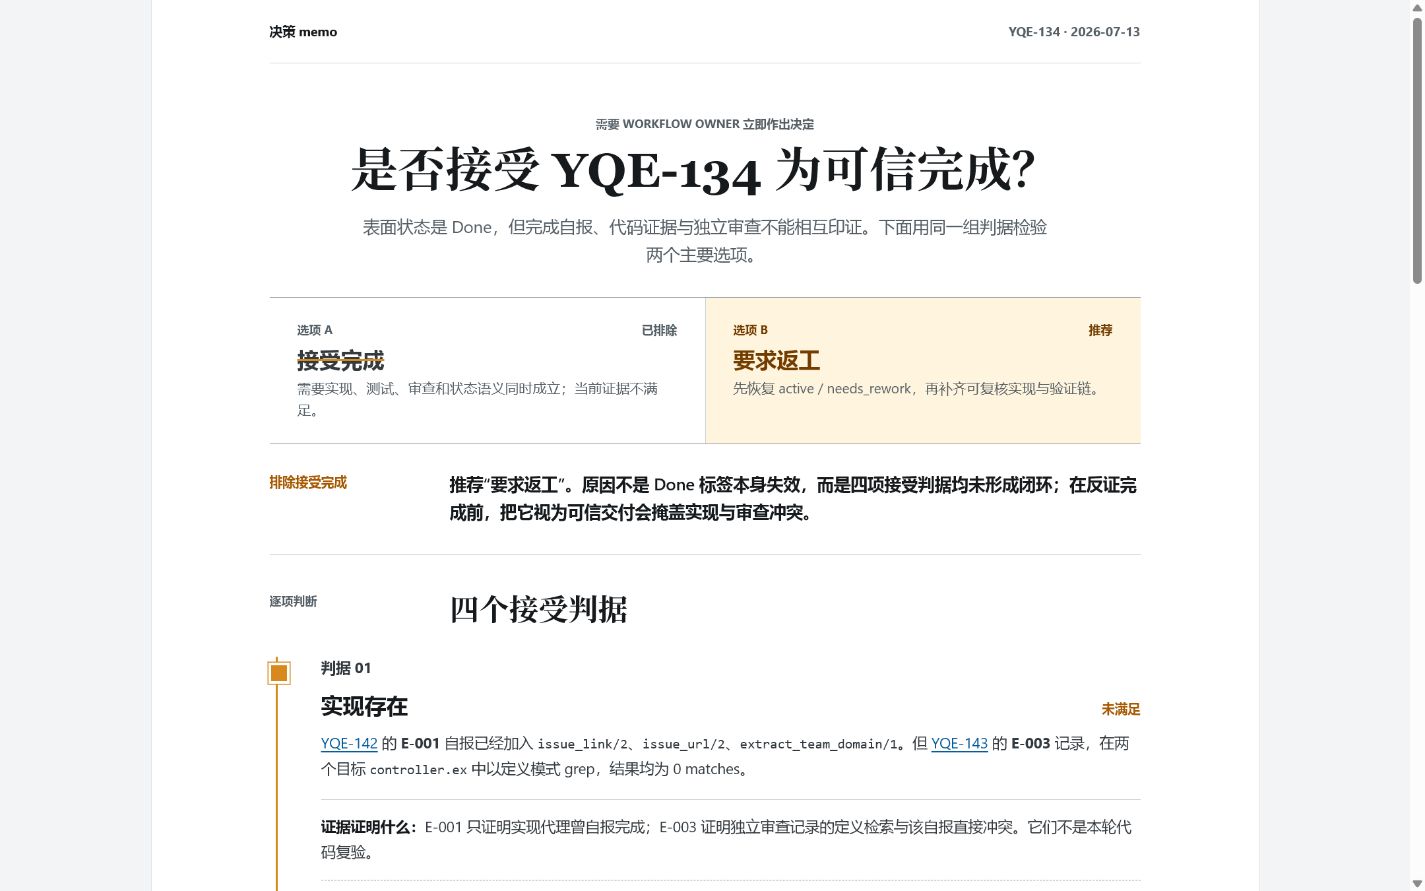 决策 memo
YQE-134 · 2026-07-13
需要 WORKFLOW OWNER 立即作出决定
是否接受 YQE-134 为可信完成？
表面状态是 Done，但完成自报、代码证据与独立审查不能相互印证。下面用同一组判据检验
两个主要选项。
选项 A
已排除
接受完成
需要实现、测试、审查和状态语义同时成立；当前证据不满
足。
选项 B
推荐
要求返工
先恢复 active / needs_rework，再补齐可复核实现与验证链。
排除接受完成
推荐“要求返工”。原因不是 Done 标签本身失效，而是四项接受判据均未形成闭环；在反证完
成前，把它视为可信交付会掩盖实现与审查冲突。
逐项判断
四个接受判据
判据 01
实现存在
未满足
YQE-142 的 E-001 自报已经加入 issue_link/2、issue_url/2、extract_team_domain/1。但 YQE-143 的 E-003 记录，在两
个目标 controller.ex 中以定义模式 grep，结果均为 0 matches。
证据证明什么：E-001 只证明实现代理曾自报完成；E-003 证明独立审查记录的定义检索与该自报直接冲突。它们不是本轮代
码复验。